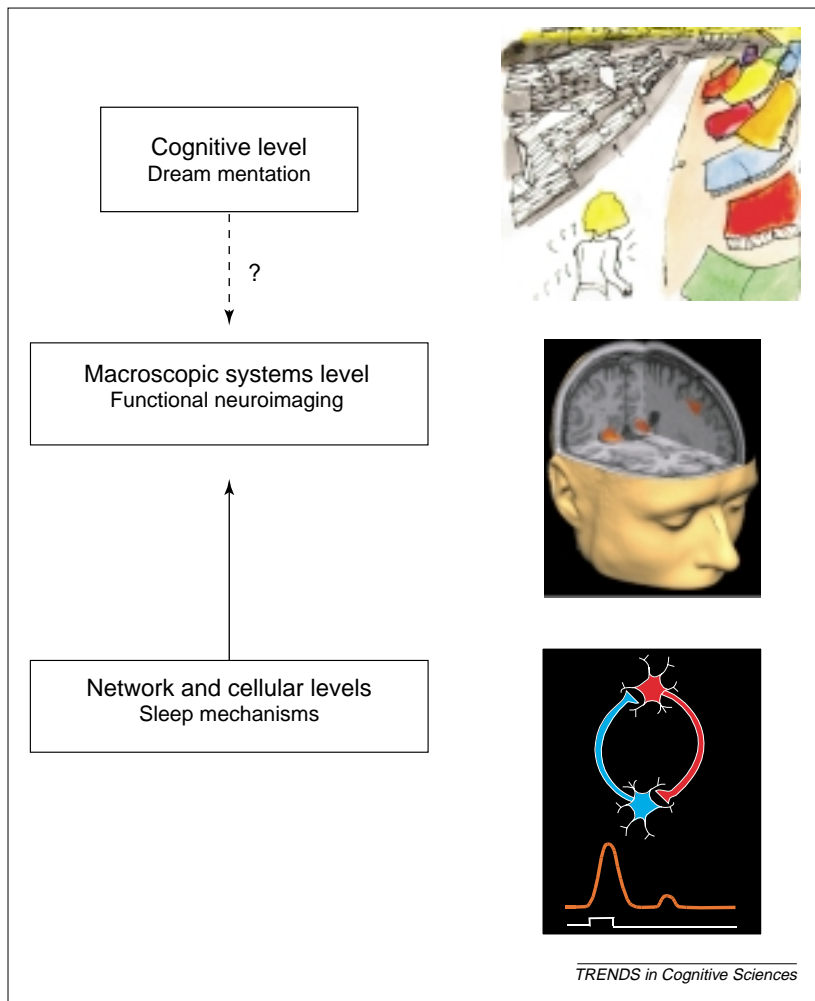 Cognitive level
Dream mentation
?
Macroscopic systems level
Functional neuroimaging
Network and cellular levels
Sleep mechanisms
TRENDS in Cognitive Sciences